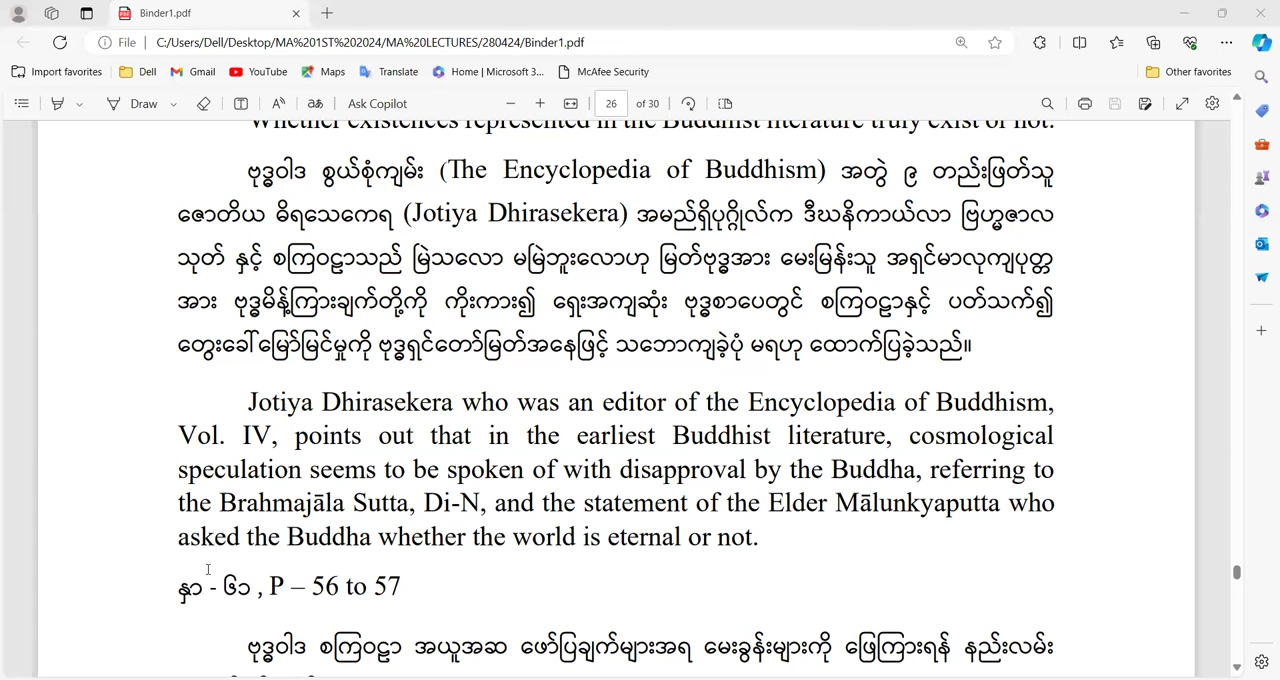 Binder1.pdf
File C:/Users/Dell/Desktop/MA%201ST%202024/MA%20LECTURES/280424/Binder1.pdf
Import favorites Dell Gmail YouTube Maps Translate Home | Microsoft 3... McAfee Security Other favorites
Draw Ask Copilot 26 of 30
Whether existences represented in the Buddhist literature truly exist or not.
ဗုဒ္ဓဝါဒ စွယ်စုံကျမ်း (The Encyclopedia of Buddhism) အတွဲ ၉ တည်းဖြတ်သူ
ဇောတိယ ဓိရသေကေရ (Jotiya Dhirasekera) အမည်ရှိပုဂ္ဂိုလ်က ဒီဃနိကာယ်လာ ဗြဟ္မဇာလ
သုတ် နှင့် စကြဝဠာသည် မြဲသလော မမြဲဘူးလောဟု မြတ်ဗုဒ္ဓအား မေးမြန်းသူ အရှင်မာလုကျပုတ္တ
အား ဗုဒ္ဓမိန့်ကြားချက်တို့ကို ကိုးကား၍ ရှေးအကျဆုံး ဗုဒ္ဓစာပေတွင် စကြဝဠာနှင့် ပတ်သက်၍
တွေးခေါ်မြော်မြင်မှုကို ဗုဒ္ဓရှင်တော်မြတ်အနေဖြင့် သဘောကျခဲ့ပုံ မရဟု ထောက်ပြခဲ့သည်။
Jotiya Dhirasekera who was an editor of the Encyclopedia of Buddhism,
Vol. IV, points out that in the earliest Buddhist literature, cosmological
speculation seems to be spoken of with disapproval by the Buddha, referring to
the Brahmajāla Sutta, Di-N, and the statement of the Elder Mālunkyaputta who
asked the Buddha whether the world is eternal or not.
နှာ - ၆၁ , P – 56 to 57
ဗုဒ္ဓဝါဒ စကြဝဠာ အယူအဆ ဖော်ပြချက်များအရ မေးခွန်းများကို ဖြေကြားရန် နည်းလမ်း